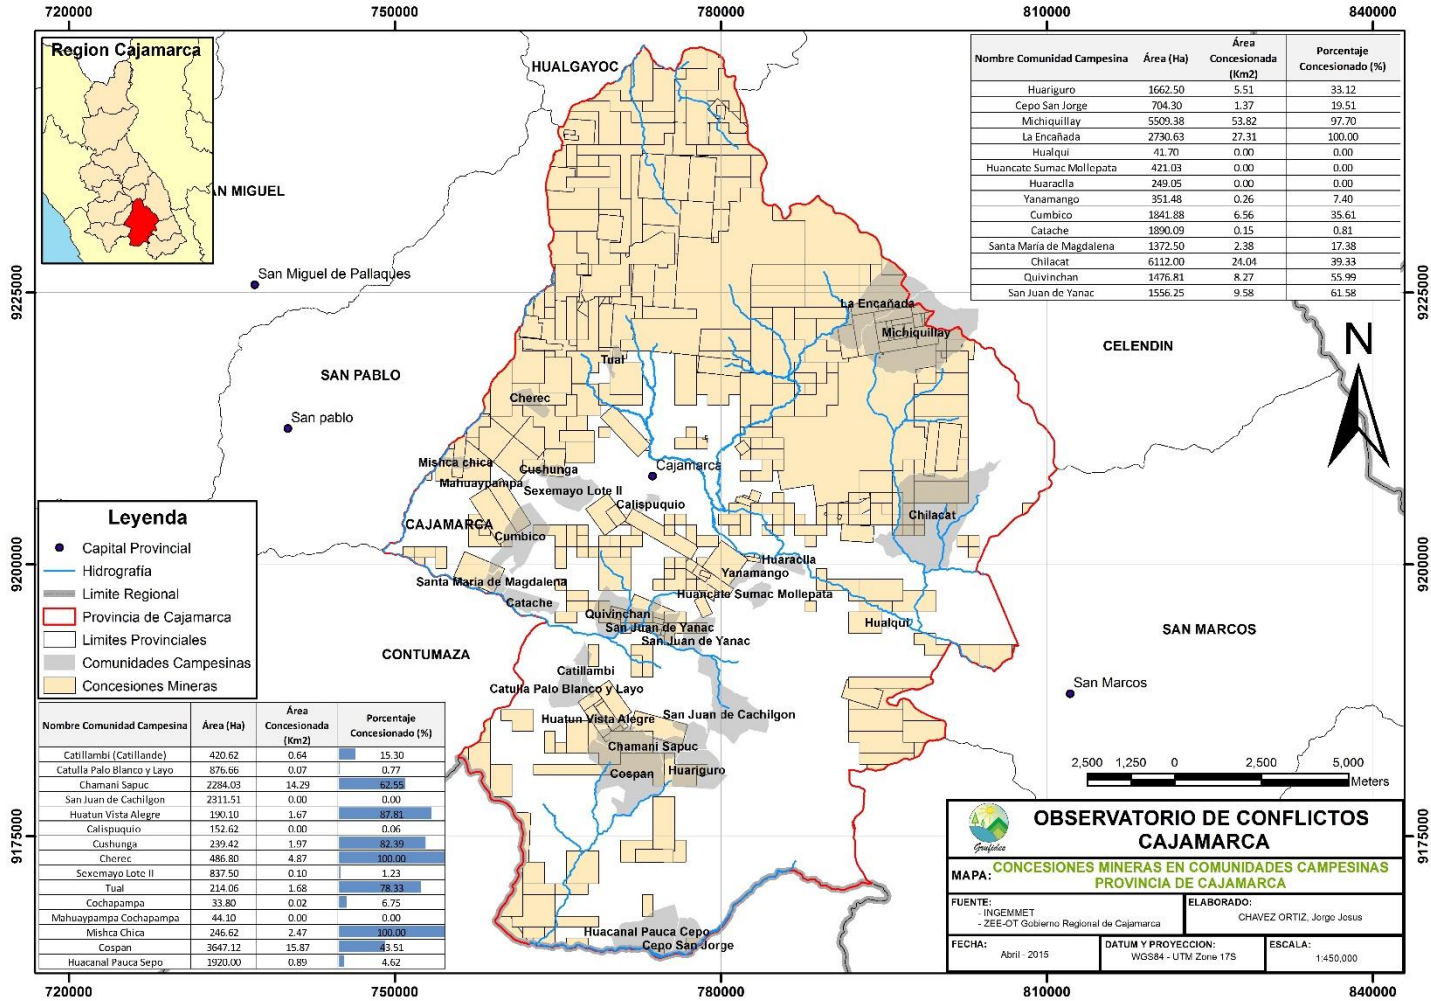 720000 750000 780000 810000 840000
Region Cajamarca
HUALGAYOC
AN MIGUEL
San Miguel de Pallaques
SAN PABLO
San pablo
CELENDIN
SAN MARCOS
San Marcos
CONTUMAZA
CAJAMARCA
Cajamarca
N
La Encañada
Michiquillay
Tual
Cherec
Mishca chica
Cushunga
Mahuaypampa
Sexemayo Lote II
Calispuquio
Chilacat
Cumbico
Huaraclla
Yanamango
Santa Maria de Magdalena
Huancate Sumac Mollepata
Catache
Quivinchan
Hualqui
San Juan de Yanac
San Juan de Yanac
Catillambi
Catulla Palo Blanco y Layo
Huatun Vista Alegre
San Juan de Cachilgon
Chamani Sapuc
Cospan
Huariguro
Huacanal Pauca Cepo
Cepo San Jorge
9225000
9200000
9175000
9225000
9200000
9175000
Nombre Comunidad Campesina Área (Ha) Área Concesionada (Km2) Porcentaje Concesionado (%)
Huariguro 1662.50 5.51 33.12
Cepo San Jorge 704.30 1.37 19.51
Michiquillay 5509.38 53.82 97.70
La Encañada 2730.63 27.31 100.00
Hualqui 41.70 0.00 0.00
Huancate Sumac Mollepata 421.03 0.00 0.00
Huaraclla 249.05 0.00 0.00
Yanamango 351.48 0.26 7.40
Cumbico 1841.88 6.56 35.61
Catache 1890.09 0.15 0.81
Santa María de Magdalena 1372.50 2.38 17.38
Chilacat 6112.00 24.04 39.33
Quivinchan 1476.81 8.27 55.99
San Juan de Yanac 1556.25 9.58 61.58
Leyenda
Capital Provincial
Hidrografía
Limite Regional
Provincia de Cajamarca
Limites Provinciales
Comunidades Campesinas
Concesiones Mineras
Nombre Comunidad Campesina Área (Ha) Área Concesionada (Km2) Porcentaje Concesionado (%)
Catillambi (Catillande) 420.62 0.64 15.30
Catulla Palo Blanco y Layo 876.66 0.07 0.77
Chamani Sapuc 2284.03 14.29 62.55
San Juan de Cachilgon 2311.51 0.00 0.00
Huatun Vista Alegre 190.10 1.67 87.81
Calispuquio 152.62 0.00 0.06
Cushunga 239.42 1.97 82.39
Cherec 486.80 4.87 100.00
Sexemayo Lote II 837.50 0.10 1.23
Tual 214.06 1.68 78.33
Cochapampa 33.80 0.02 6.75
Mahuaypampa Cochapampa 44.10 0.00 0.00
Mishca Chica 246.62 2.47 100.00
Cospan 3647.12 15.87 43.51
Huacanal Pauca Sepo 1920.00 0.89 4.62
2,500 1,250 0 2,500 5,000
Meters
Grufides
OBSERVATORIO DE CONFLICTOS
CAJAMARCA
MAPA: CONCESIONES MINERAS EN COMUNIDADES CAMPESINAS
PROVINCIA DE CAJAMARCA
FUENTE:
- INGEMMET
- ZEE-OT Gobierno Regional de Cajamarca
ELABORADO:
CHAVEZ ORTIZ, Jorge Jesus
FECHA:
Abril - 2015
DATUM Y PROYECCION:
WGS84 - UTM Zone 17S
ESCALA:
1:450,000
720000 750000 780000 810000 840000